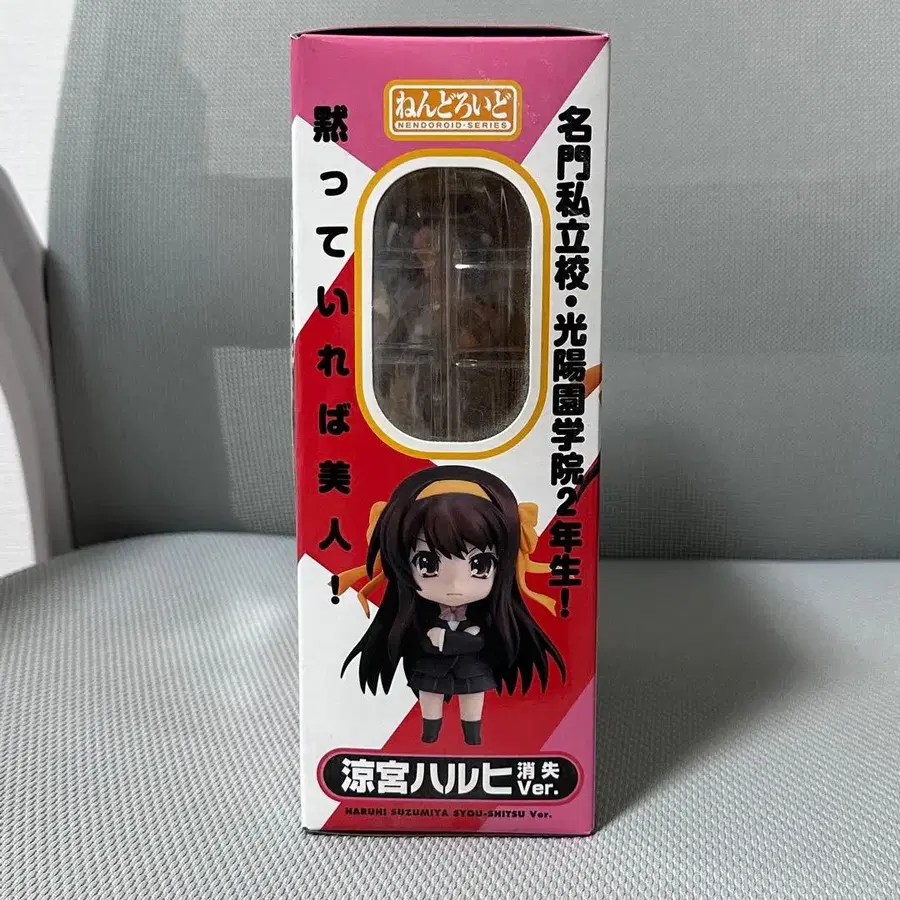 ねんどろいど
NENDOROID-SERIES
名門私立校・光陽園学院2年生!
黙っていれば美人!
涼宮ハルヒ消失Ver.
HARUHI SUZUMIYA SYOU-SHITSU Ver.